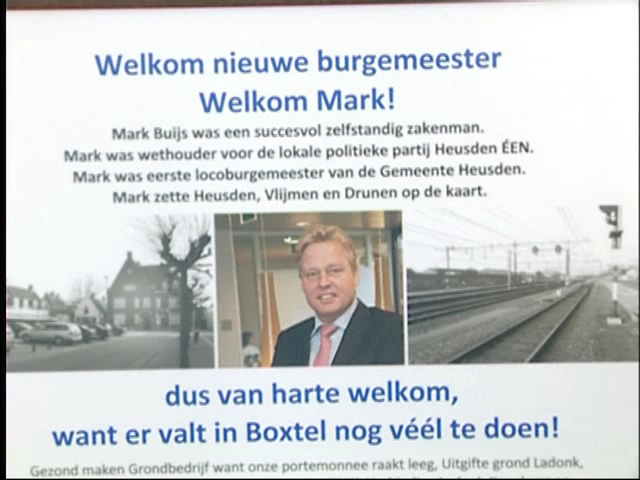 Welkom nieuwe burgemeester
Welkom Mark!
Mark Buijs was een succesvol zelfstandig zakenman.
Mark was wethouder voor de lokale politieke partij Heusden ÉEN.
Mark was eerste locoburgemeester van de Gemeente Heusden.
Mark zette Heusden, Vlijmen en Drunen op de kaart.
dus van harte welkom,
want er valt in Boxtel nog véél te doen!
Gezond maken Grondbedrijf want onze portemonnee raakt leeg, Uitgifte grond Ladonk,